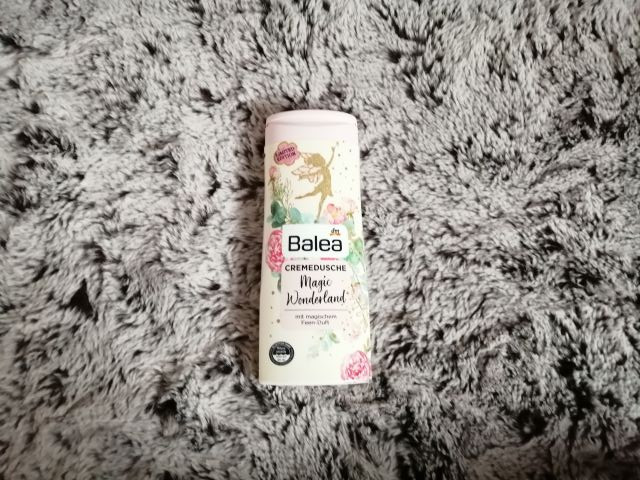 LIMITED
EDITION
dm
Balea
CREMEDUSCHE
Magic
Wonderland
mit magischem
Feen-Duft